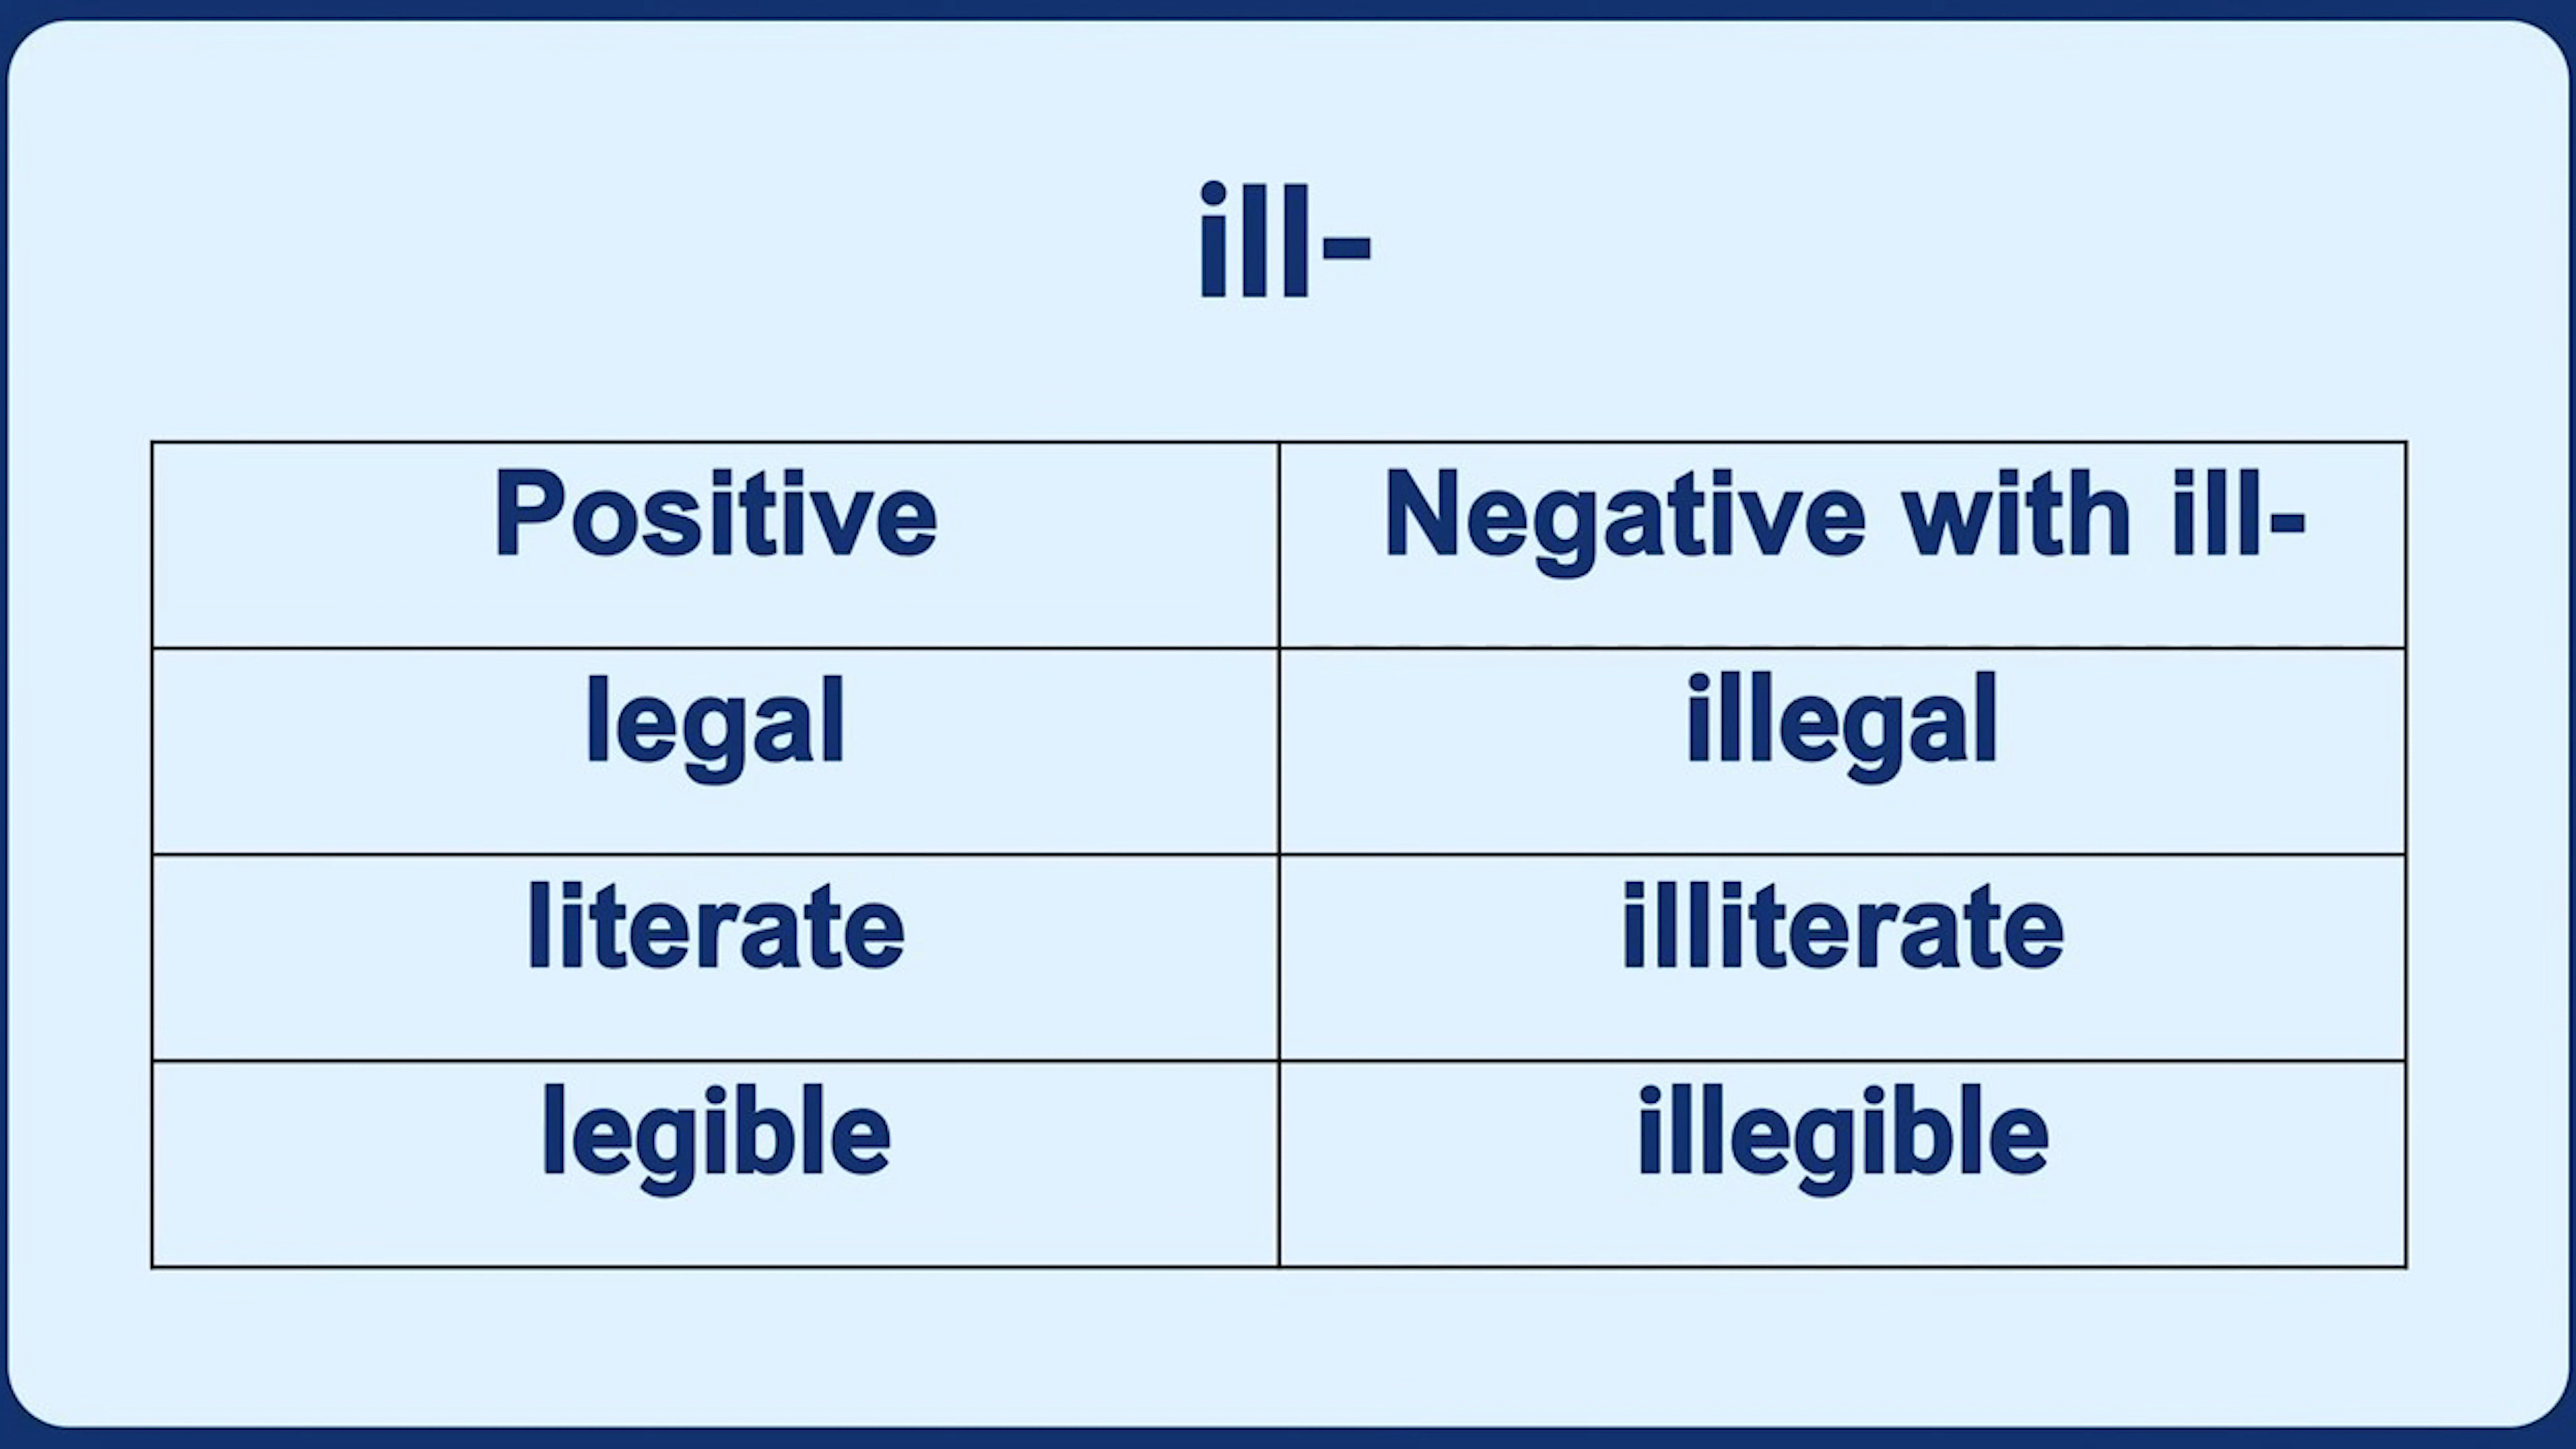 ill-
Positive Negative with ill-
legal illegal
literate illiterate
legible illegible